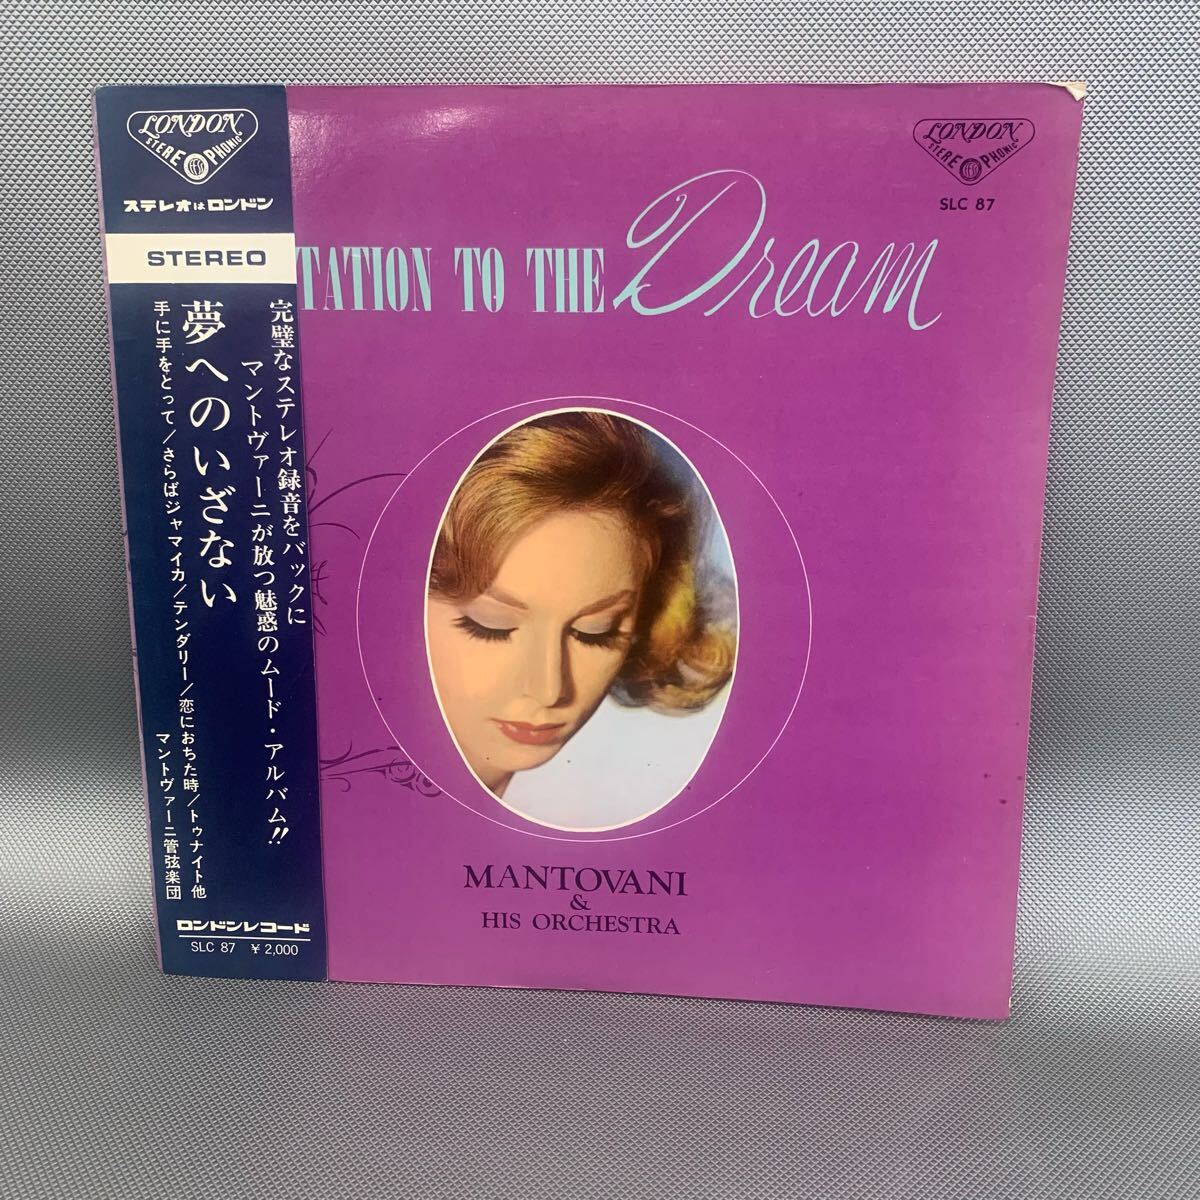 LONDON
STEREOPHONIC
ステレオはロンドン
STEREO
完璧なステレオ録音をバックに
マントヴァーニが放つ魅惑のムード・アルバム!!
夢へのいざない
手に手をとって/さらばジャマイカ/テンダリー/恋におちた時/トゥナイト他
マントヴァーニ管弦楽団
ロンドンレコード
SLC 87 ¥2,000
LONDON
STEREOPHONIC
SLC 87
TATION TO THE Dream
MANTOVANI
&
HIS ORCHESTRA